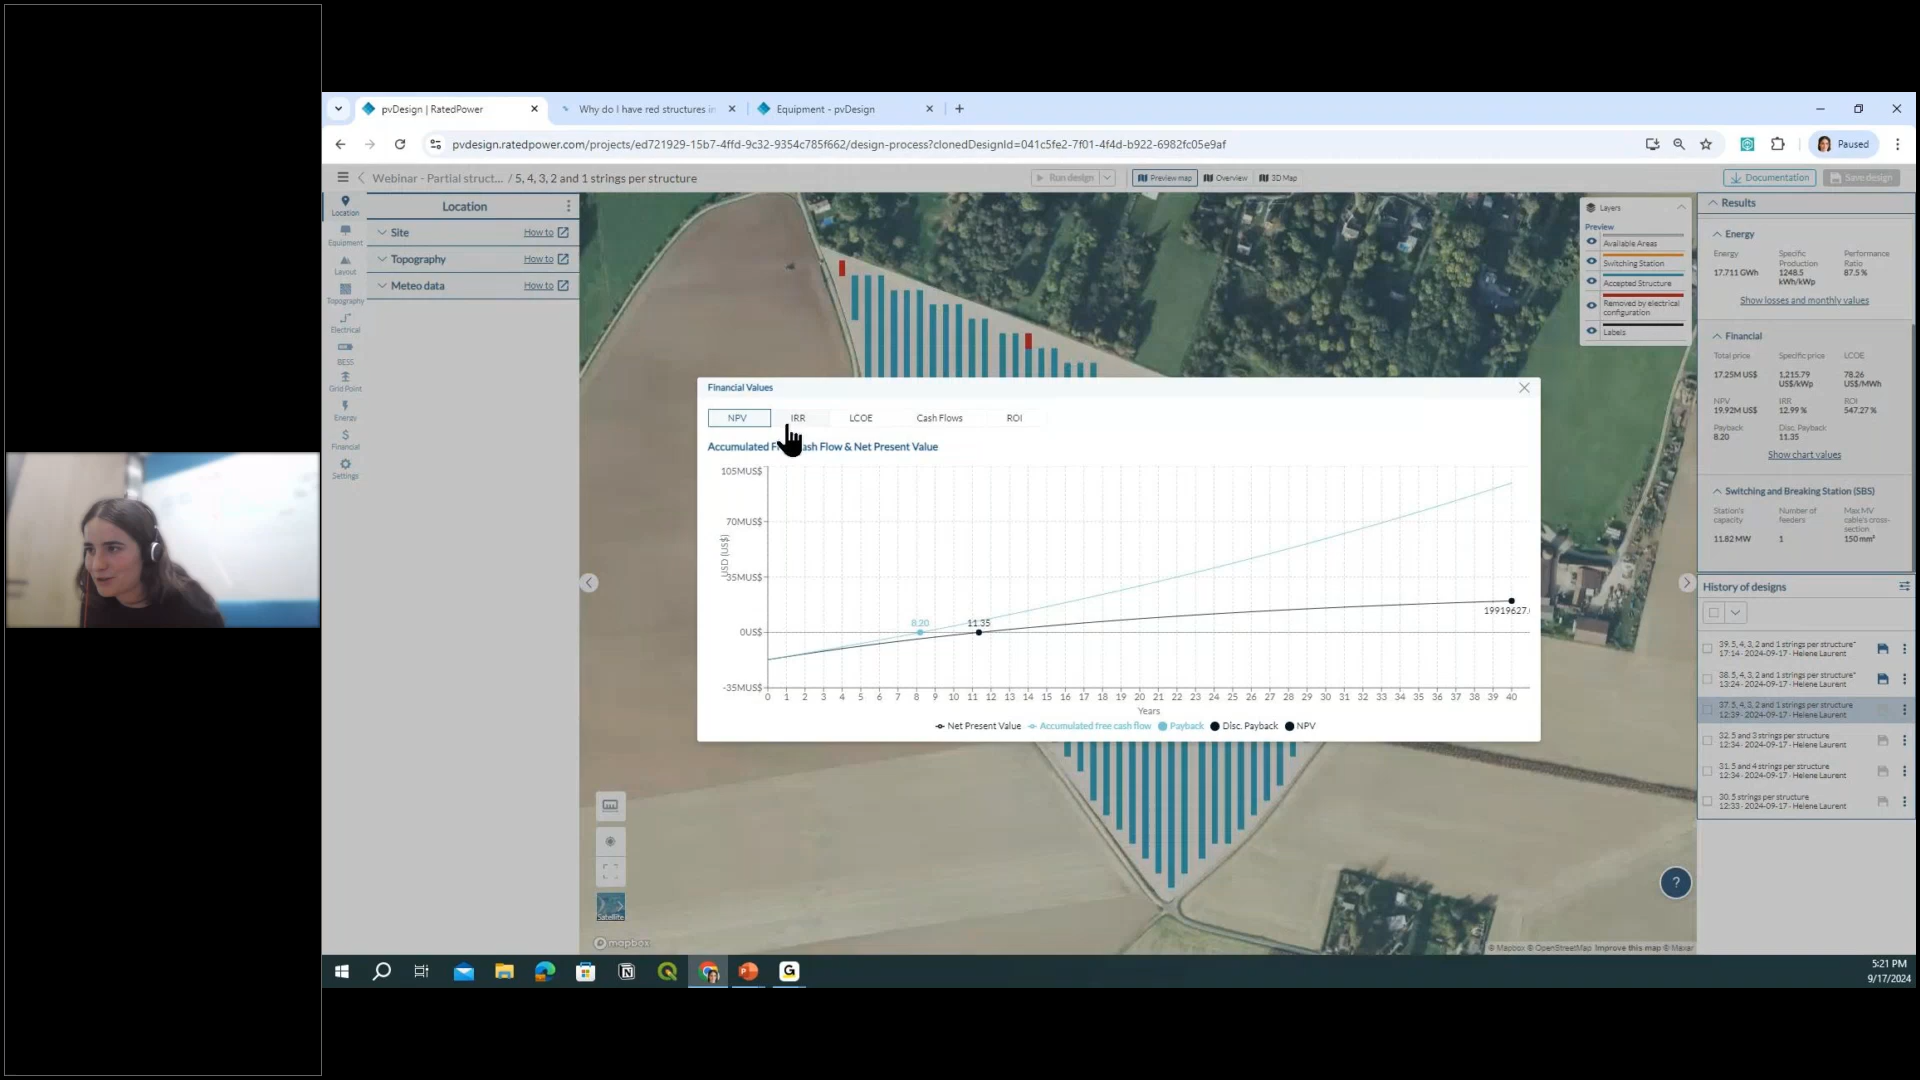 pvDesign | RatedPower
Why do I have red structures in
Equipment - pvDesign
pvdesign.ratedpower.com/projects/ed721929-15b7-4ffd-9c32-9354c785f662/design-process?clonedDesignId=041c5fe2-7f01-4f4d-b922-6982fc05e9af
Paused
Webinar - Partial struct... / 5, 4, 3, 2 and 1 strings per structure
Run design
Preview map
Overview
3D Map
Documentation
Save design
Location
Equipment
Layout
Topography
Electrical
BESS
Grid Point
Energy
Financial
Settings
Location
Site How to
Topography How to
Meteo data How to
Layers
Preview
Available Areas
Switching Station
Accepted Structure
Removed by electrical
configuration
Labels
Financial Values
NPV IRR LCOE Cash Flows ROI
Accumulated Cash Flow & Net Present Value
USD (US$)
105MUS$
70MUS$
35MUS$
0US$
-35MUS$
8.20
11.35
19919627.
0 1 2 3 4 5 6 7 8 9 10 11 12 13 14 15 16 17 18 19 20 21 22 23 24 25 26 27 28 29 30 31 32 33 34 35 36 37 38 39 40
Years
Net Present Value Accumulated free cash flow Payback Disc. Payback NPV
Satellite
mapbox
© Mapbox © OpenStreetMap Improve this map © Maxar
?
Results
Energy
Energy Specific Production Performance Ratio
17.711 GWh 1248.5 kWh/kWp 87.5 %
Show losses and monthly values
Financial
Total price Specific price LCOE
17.25M US$ 1,215.79 US$/kWp 78.26 US$/MWh
NPV IRR ROI
19.92M US$ 12.99 % 547.27 %
Payback Disc. Payback
8.20 11.35
Show chart values
Switching and Breaking Station (SBS)
Station's capacity Number of feeders Max MV cable's cross-section
11.82 MW 1 150 mm²
History of designs
39. 5, 4, 3, 2 and 1 strings per structure*
17:14 - 2024-09-17 - Helene Laurent
38. 5, 4, 3, 2 and 1 strings per structure*
13:24 - 2024-09-17 - Helene Laurent
37. 5, 4, 3, 2 and 1 strings per structure
12:39 - 2024-09-17 - Helene Laurent
32. 5 and 3 strings per structure
12:34 - 2024-09-17 - Helene Laurent
31. 5 and 4 strings per structure
12:34 - 2024-09-17 - Helene Laurent
30. 5 strings per structure
12:33 - 2024-09-17 - Helene Laurent
5:21 PM
9/17/2024